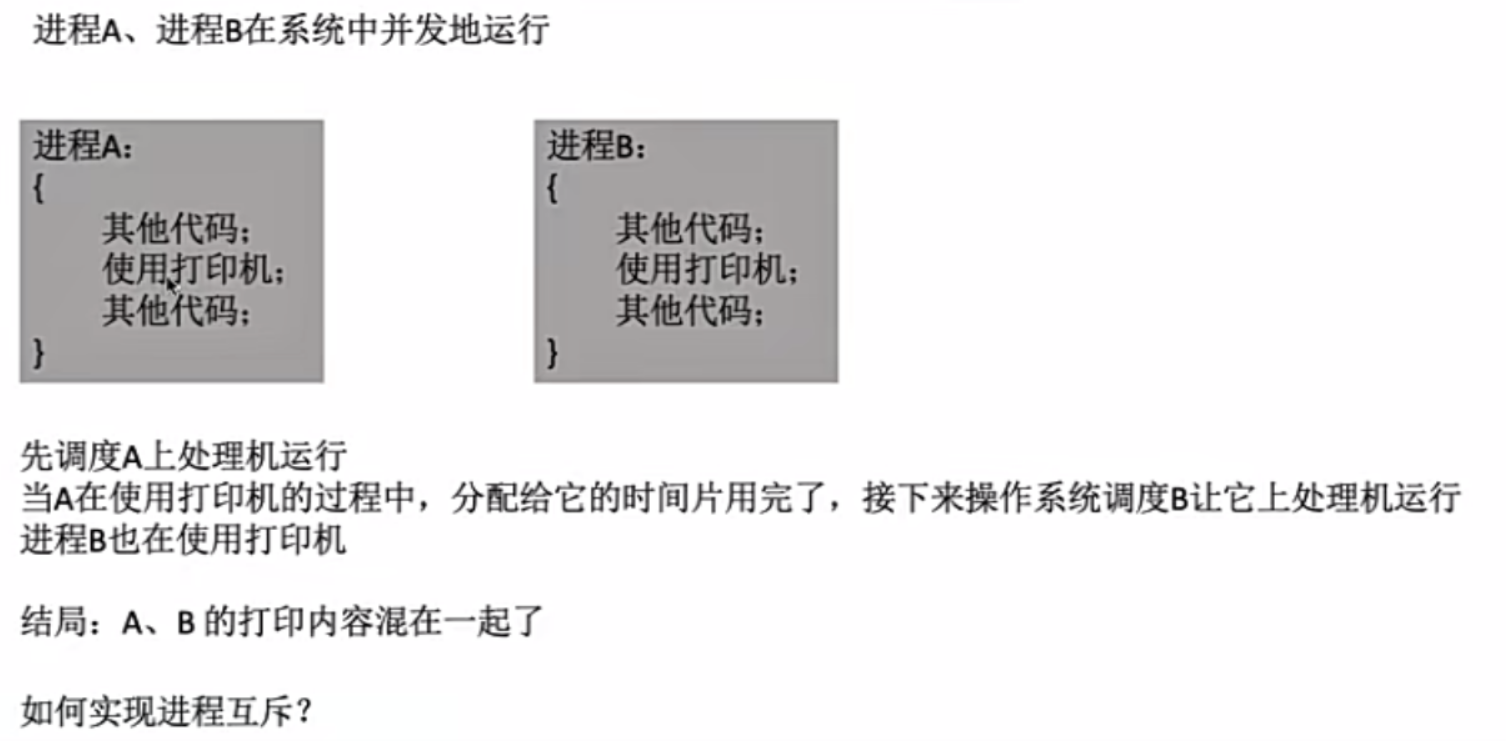 进程A、进程B在系统中并发地运行
进程A：
{
其他代码；
使用打印机；
其他代码；
}
进程B：
{
其他代码；
使用打印机；
其他代码；
}
先调度A上处理机运行
当A在使用打印机的过程中，分配给它的时间片用完了，接下来操作系统调度B让它上处理机运行
进程B也在使用打印机
结局：A、B 的打印内容混在一起了
如何实现进程互斥？